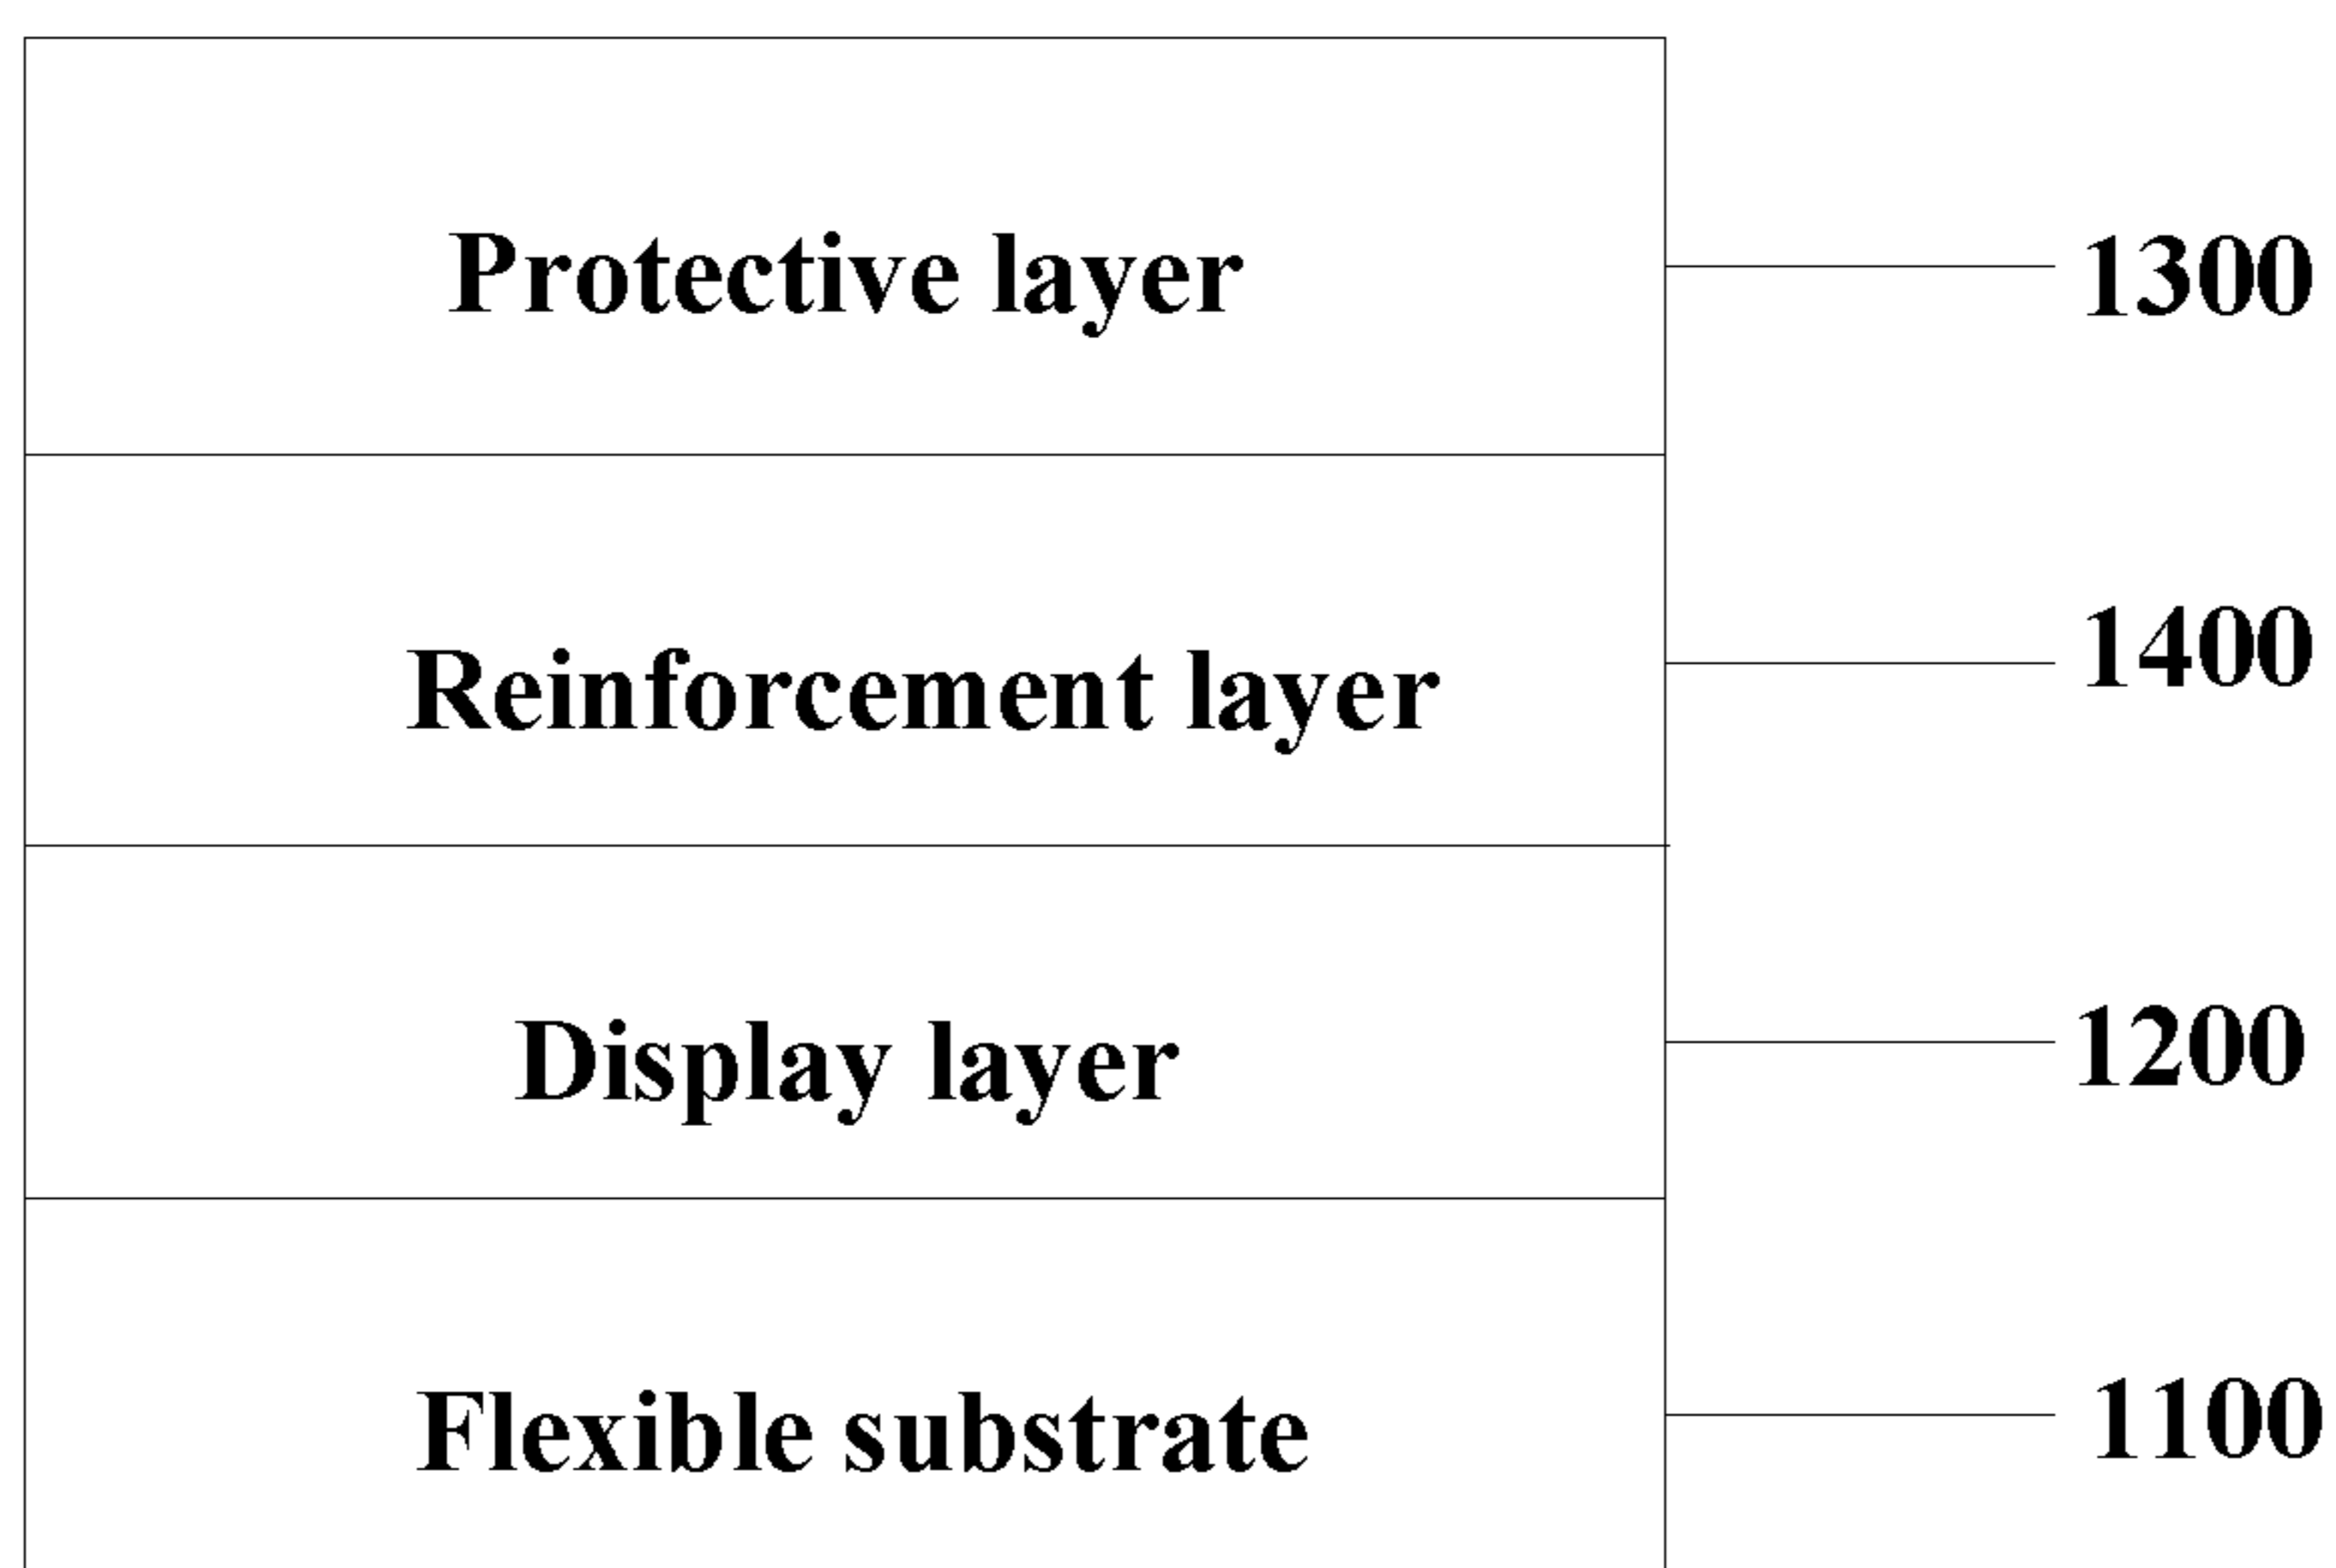 Protective layer 1300
Reinforcement layer 1400
Display layer 1200
Flexible substrate 1100